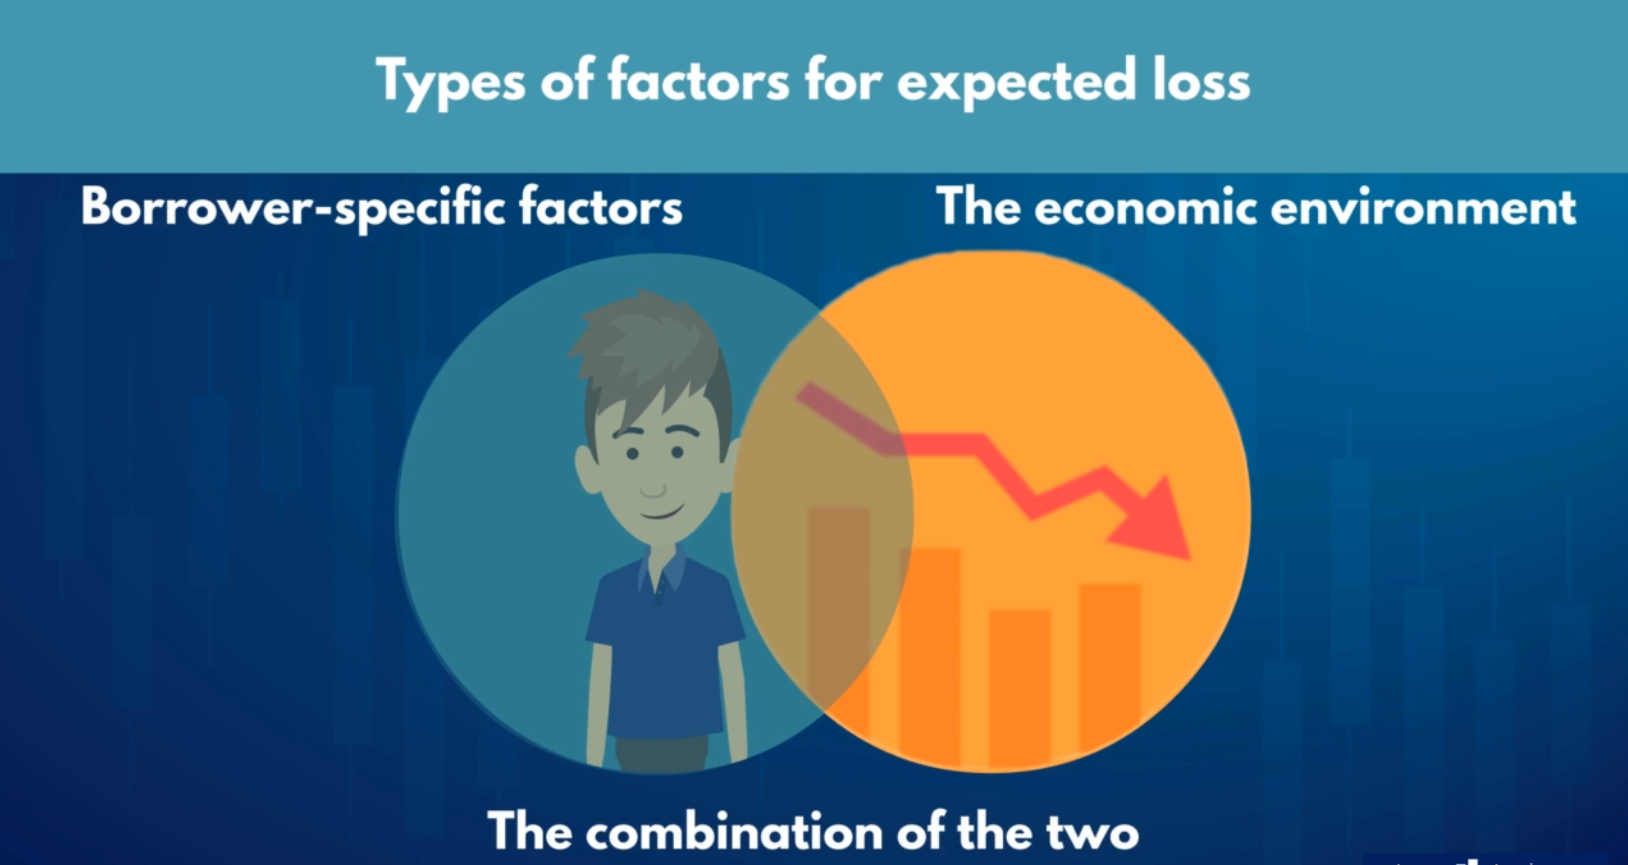 Types of factors for expected loss
Borrower-specific factors
The economic environment
The combination of the two